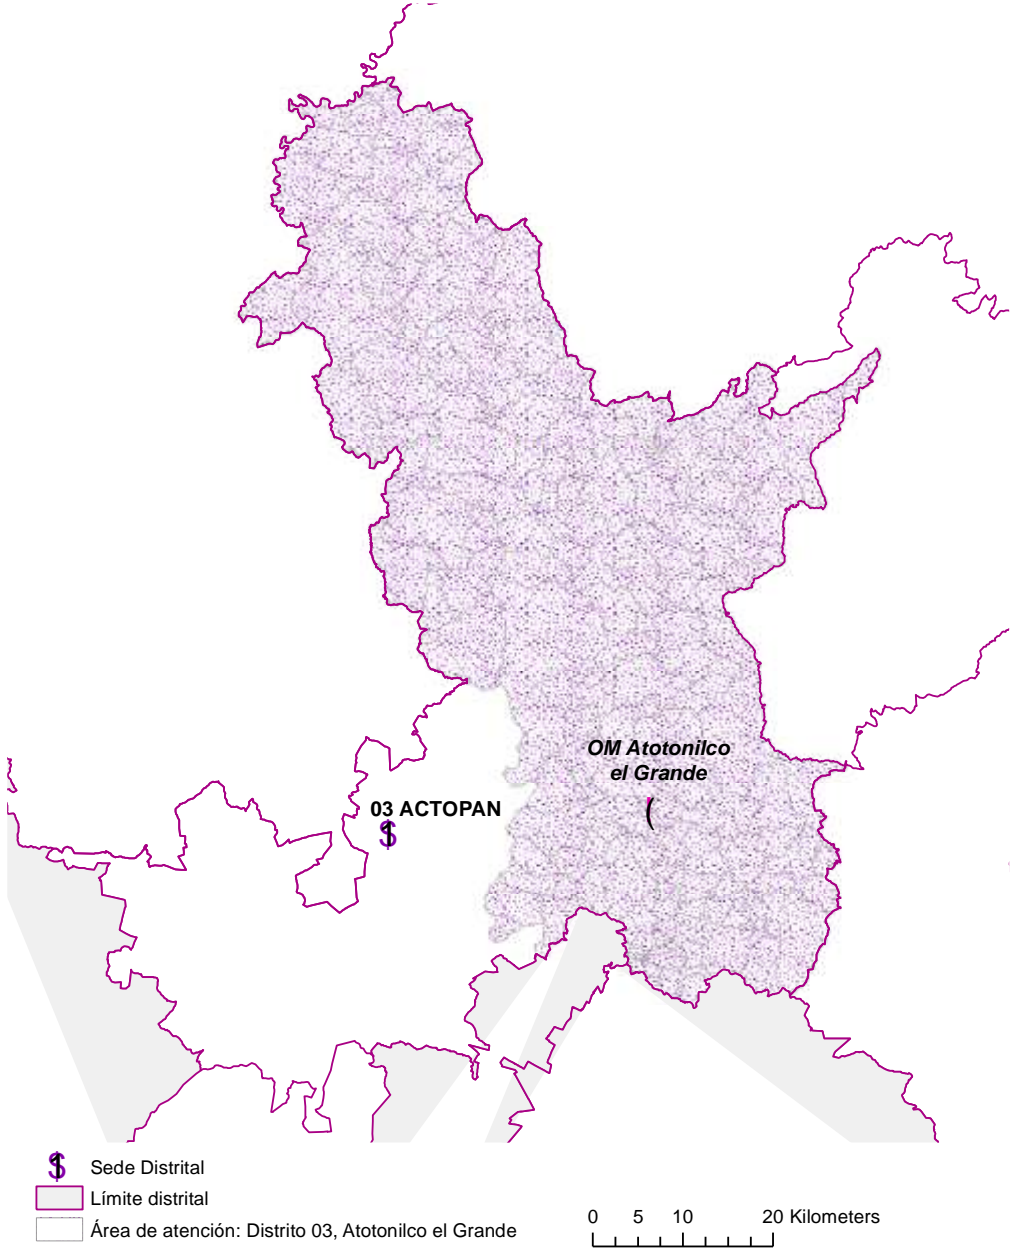 OM Atotonilco
el Grande
03 ACTOPAN
Sede Distrital
Límite distrital
Área de atención: Distrito 03, Atotonilco el Grande
0 5 10 20 Kilometers